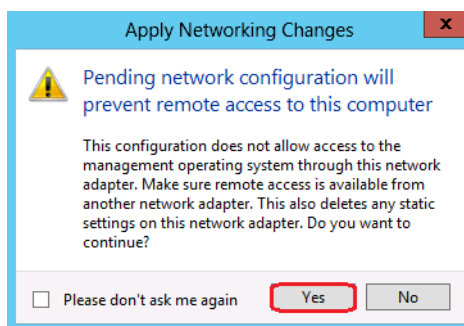 Apply Networking Changes
x
Pending network configuration will
prevent remote access to this computer
This configuration does not allow access to the
management operating system through this network
adapter. Make sure remote access is available from
another network adapter. This also deletes any static
settings on this network adapter. Do you want to
continue?
Please don't ask me again Yes No